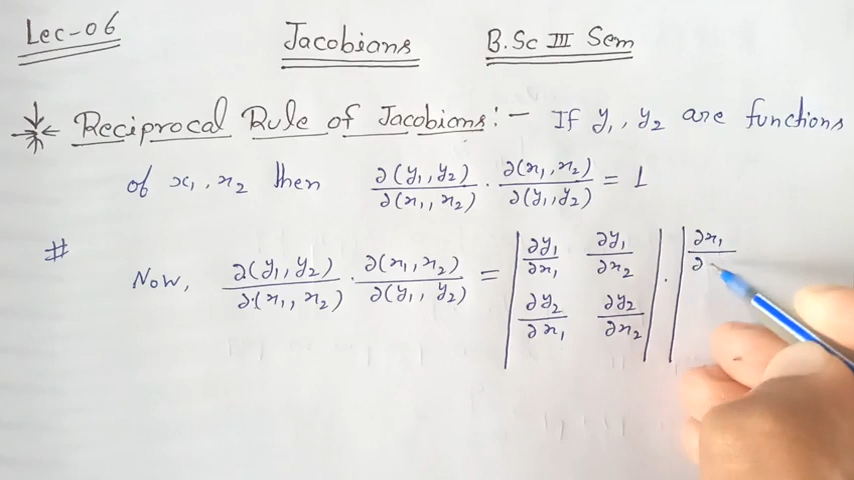 Lec-06 Jacobians B.Sc III Sem
Reciprocal Rule of Jacobians:- If y₁, y₂ are functions
of x₁, x₂ then ∂(y₁, y₂)/∂(x₁, x₂) · ∂(x₁, x₂)/∂(y₁, y₂) = 1
#
Now, ∂(y₁, y₂)/∂(x₁, x₂) · ∂(x₁, x₂)/∂(y₁, y₂) = | ∂y₁/∂x₁ ∂y₁/∂x₂ | · | ∂x₁/∂
| ∂y₂/∂x₁ ∂y₂/∂x₂ |